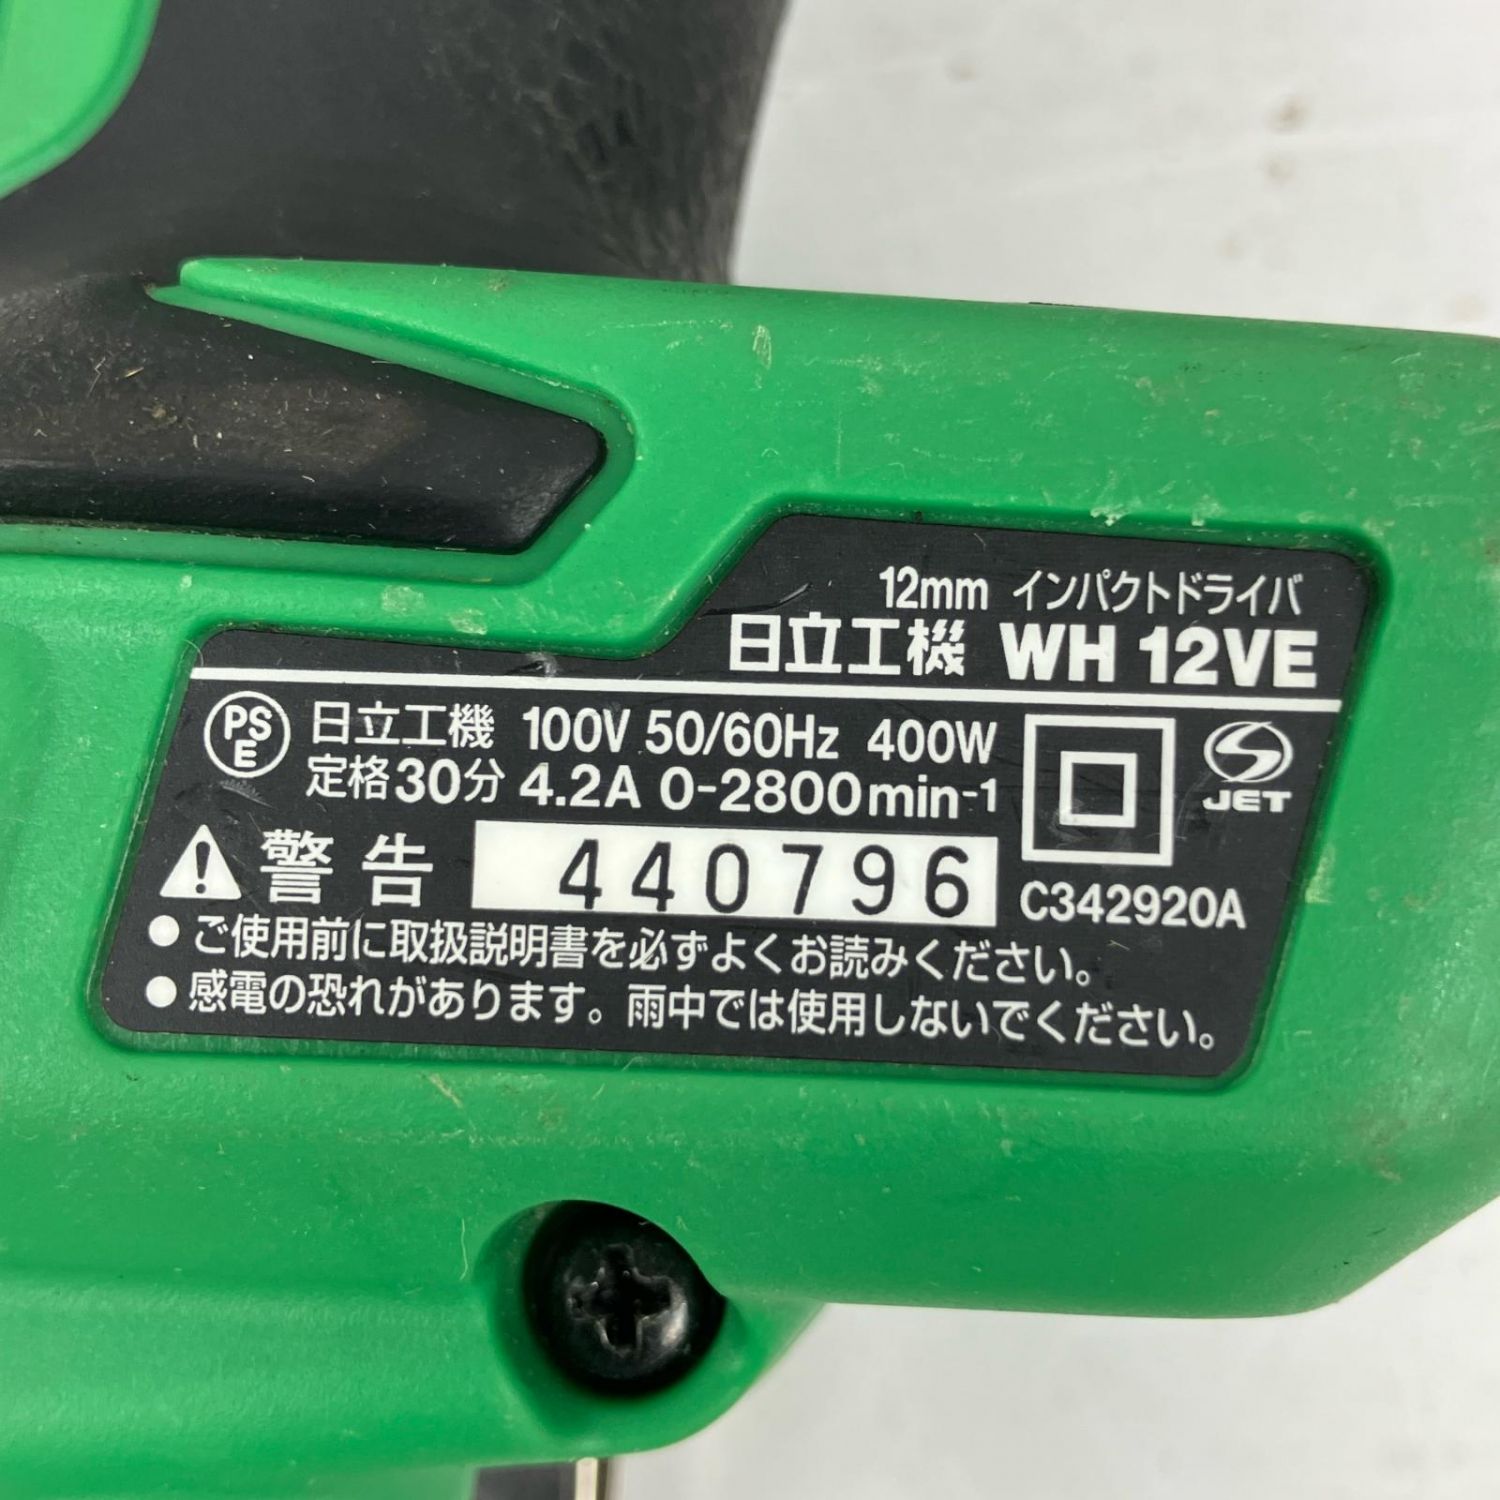 12mm インパクトドライバ
日立工機 WH 12VE
PSE 日立工機 100V 50/60Hz 400W
定格30分 4.2A 0-2800min-1
JET
警告 440796 C342920A
●ご使用前に取扱説明書を必ずよくお読みください。
●感電の恐れがあります。雨中では使用しないでください。